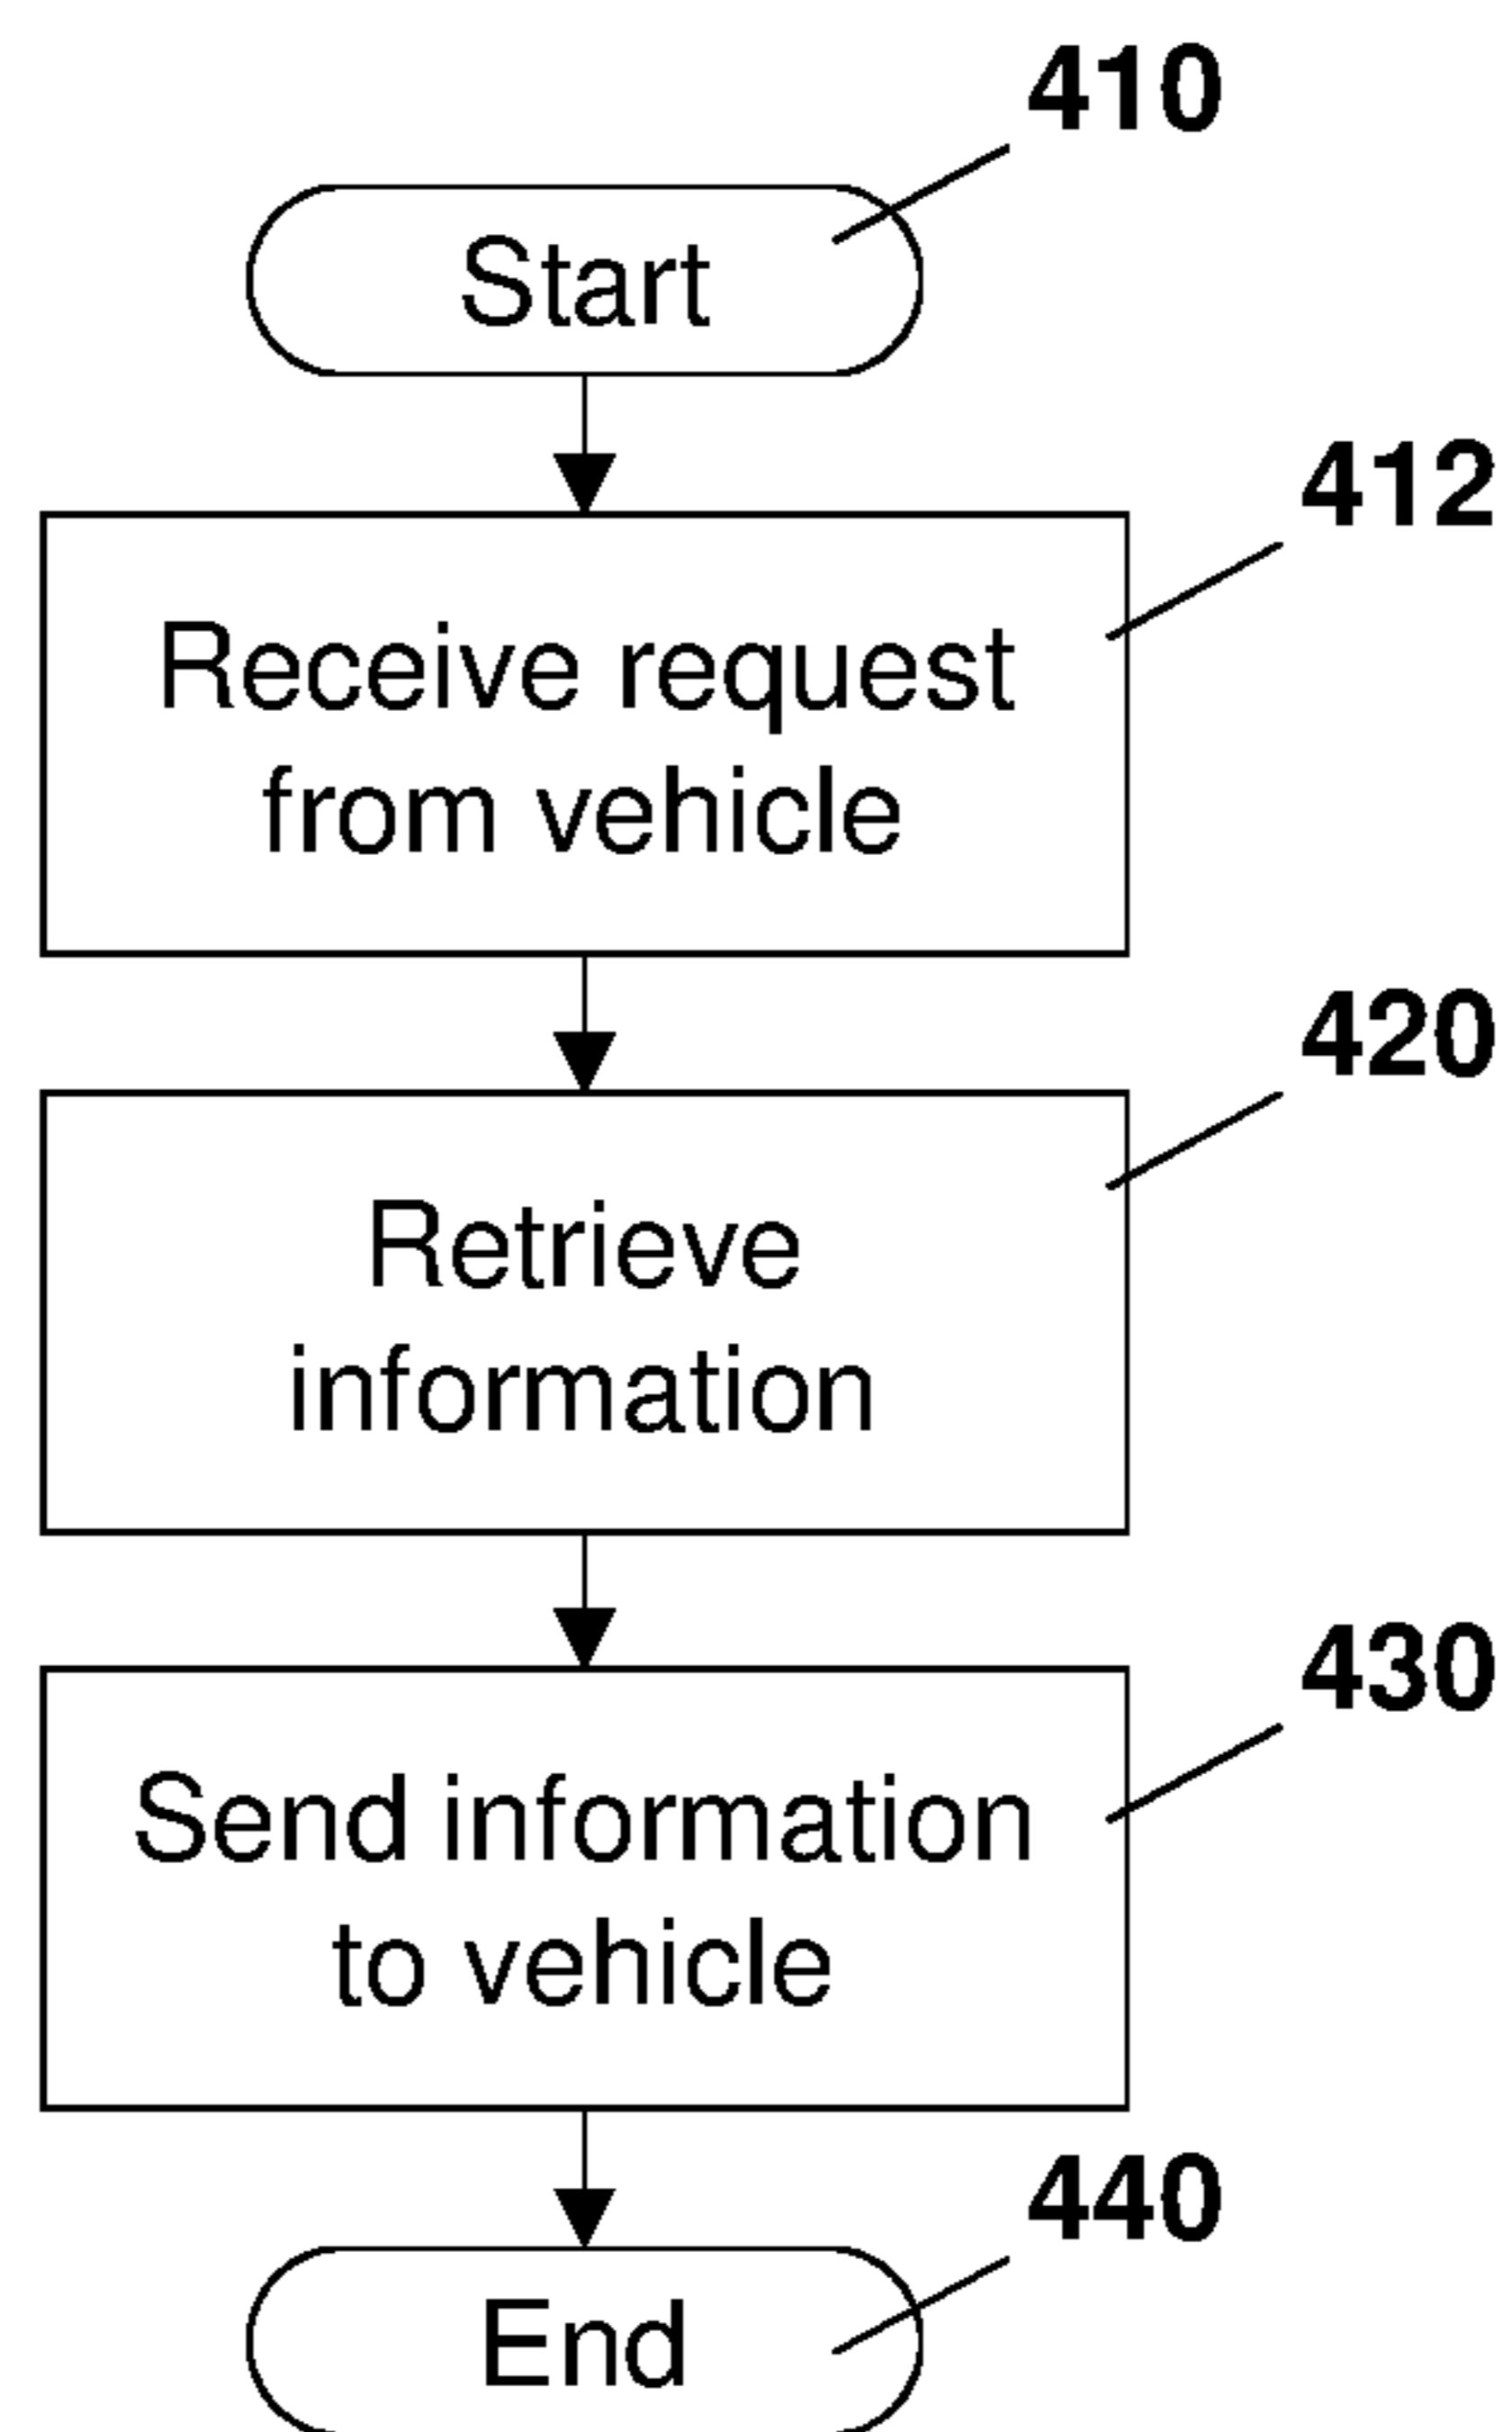 410
Start
412
Receive request
from vehicle
420
Retrieve
information
430
Send information
to vehicle
440
End